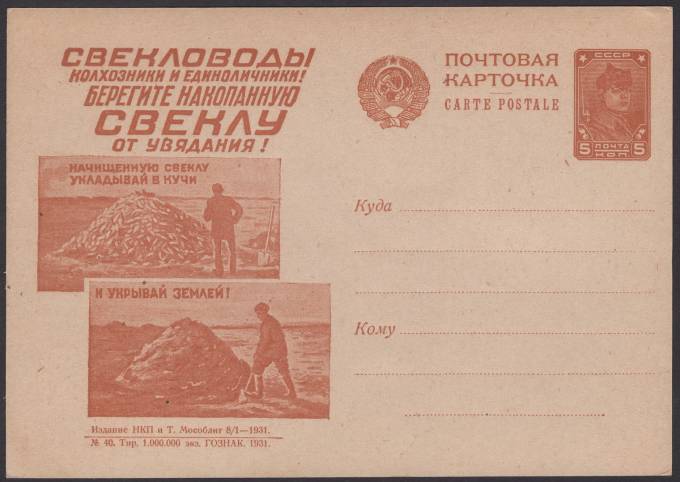 СВЕКЛОВОДЫ
КОЛХОЗНИКИ И ЕДИНОЛИЧНИКИ!
БЕРЕГИТЕ НАКОПАННУЮ
СВЕКЛУ
ОТ УВЯДАНИЯ!
НАЧИЩЕННУЮ СВЕКЛУ
УКЛАДЫВАЙ В КУЧИ
И УКРЫВАЙ ЗЕМЛЕЙ!
Издание НКП и Т. Мособлит 8/1—1931.
№ 40. Тир. 1.000.000 экз. ГОЗНАК. 1931.
ПОЧТОВАЯ
КАРТОЧКА
CARTE POSTALE
СССР
5 ПОЧТА 5
КОП
Куда
Кому